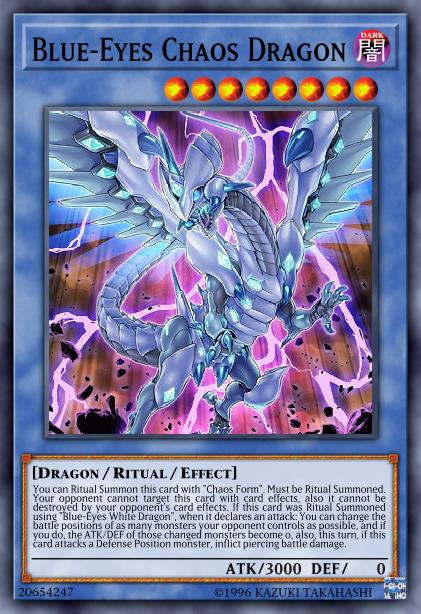 BLUE-EYES CHAOS DRAGON
DARK
闇
[DRAGON / RITUAL / EFFECT]
You can Ritual Summon this card with "Chaos Form". Must be Ritual Summoned.
Your opponent cannot target this card with card effects, also it cannot be
destroyed by your opponent's card effects. If this card was Ritual Summoned
using "Blue-Eyes White Dragon", when it declares an attack: You can change the
battle positions of as many monsters your opponent controls as possible, and if
you do, the ATK/DEF of those changed monsters become 0, also, this turn, if this
card attacks a Defense Position monster, inflict piercing battle damage.
ATK/3000 DEF/ 0
20654247
©1996 KAZUKI TAKAHASHI